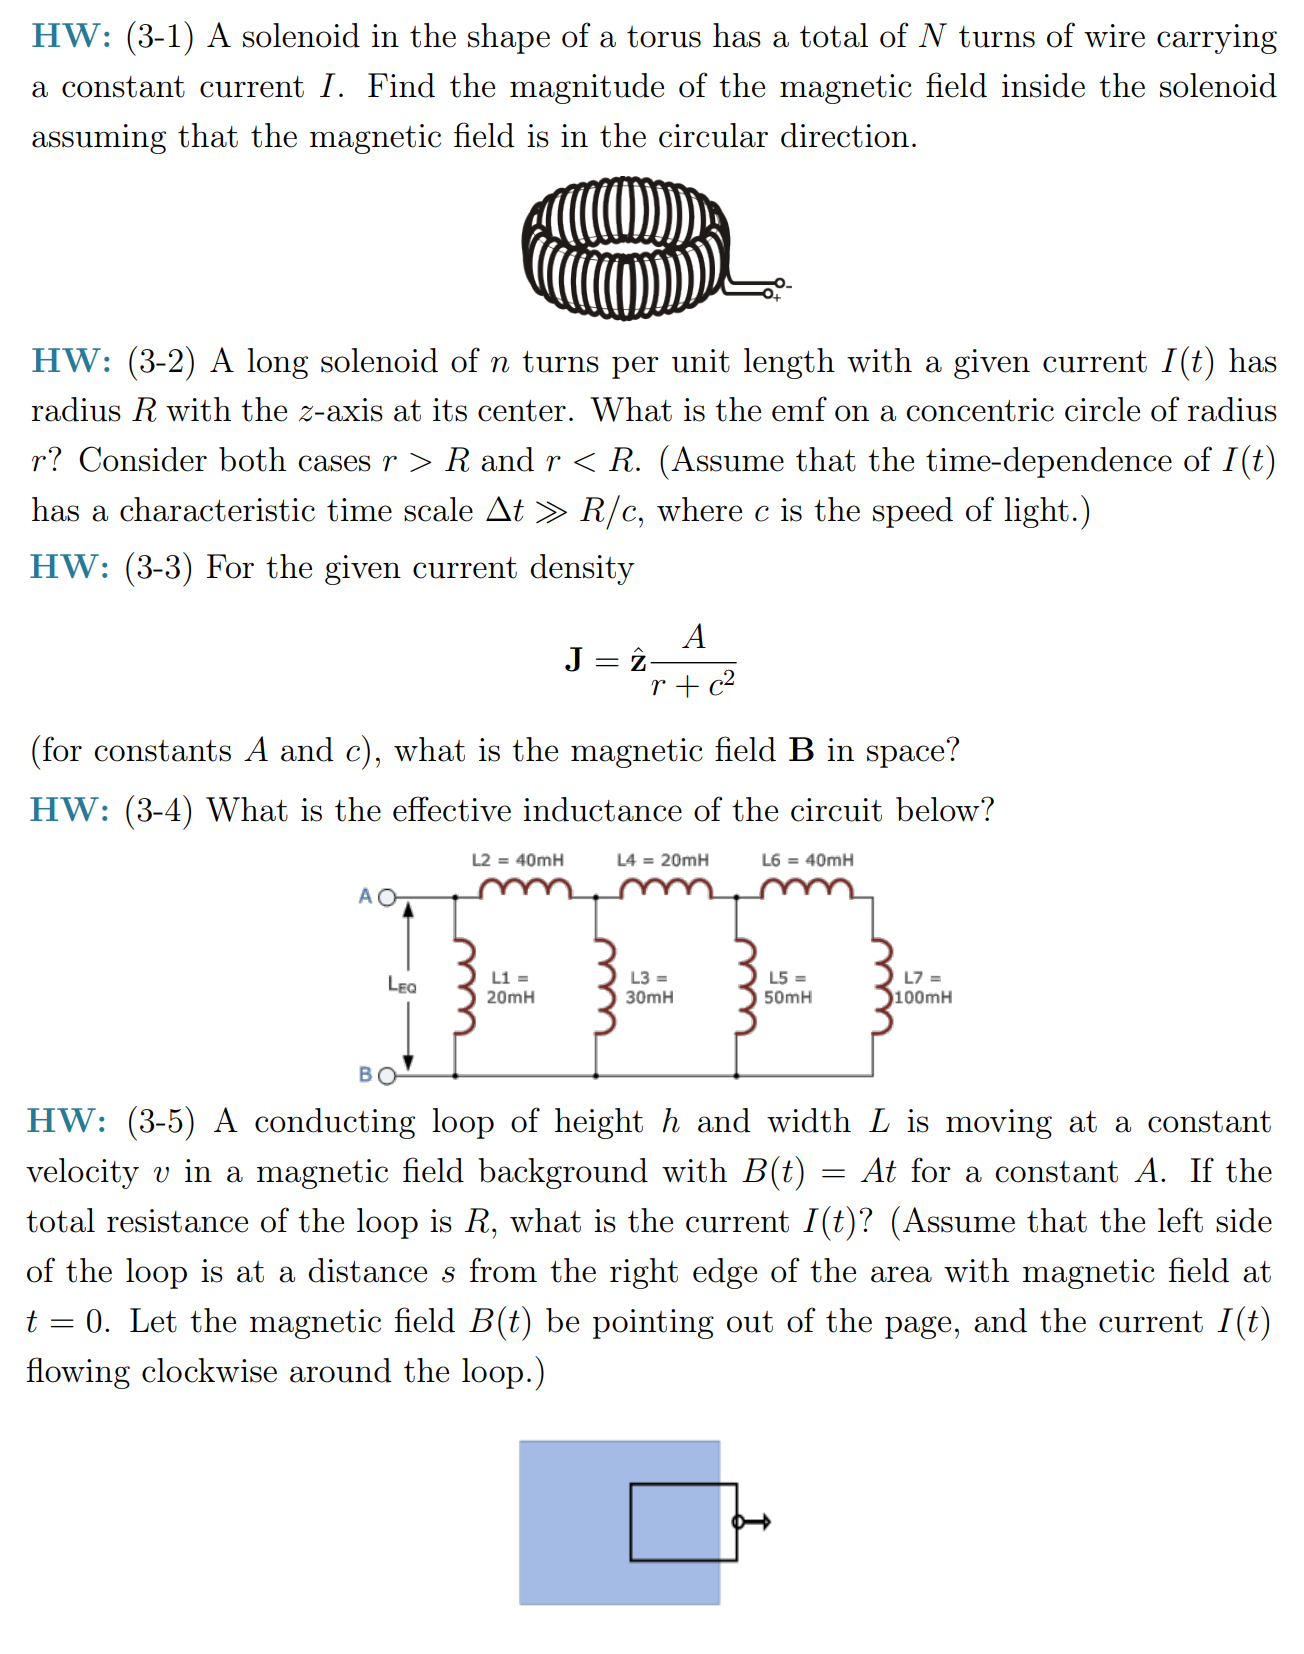 HW: (3-1) A solenoid in the shape of a torus has a total of N turns of wire carrying
a constant current I. Find the magnitude of the magnetic field inside the solenoid
assuming that the magnetic field is in the circular direction.
-
+
HW: (3-2) A long solenoid of n turns per unit length with a given current I(t) has
radius R with the z-axis at its center. What is the emf on a concentric circle of radius
r? Consider both cases r > R and r < R. (Assume that the time-dependence of I(t)
has a characteristic time scale Δt ≫ R/c, where c is the speed of light.)
HW: (3-3) For the given current density
J = ẑ A / (r + c²)
(for constants A and c), what is the magnetic field B in space?
HW: (3-4) What is the effective inductance of the circuit below?
L2 = 40mH L4 = 20mH L6 = 40mH
A
L1 = L3 = L5 = L7 =
LEQ
20mH 30mH 50mH 100mH
B
HW: (3-5) A conducting loop of height h and width L is moving at a constant
velocity v in a magnetic field background with B(t) = At for a constant A. If the
total resistance of the loop is R, what is the current I(t)? (Assume that the left side
of the loop is at a distance s from the right edge of the area with magnetic field at
t = 0. Let the magnetic field B(t) be pointing out of the page, and the current I(t)
flowing clockwise around the loop.)